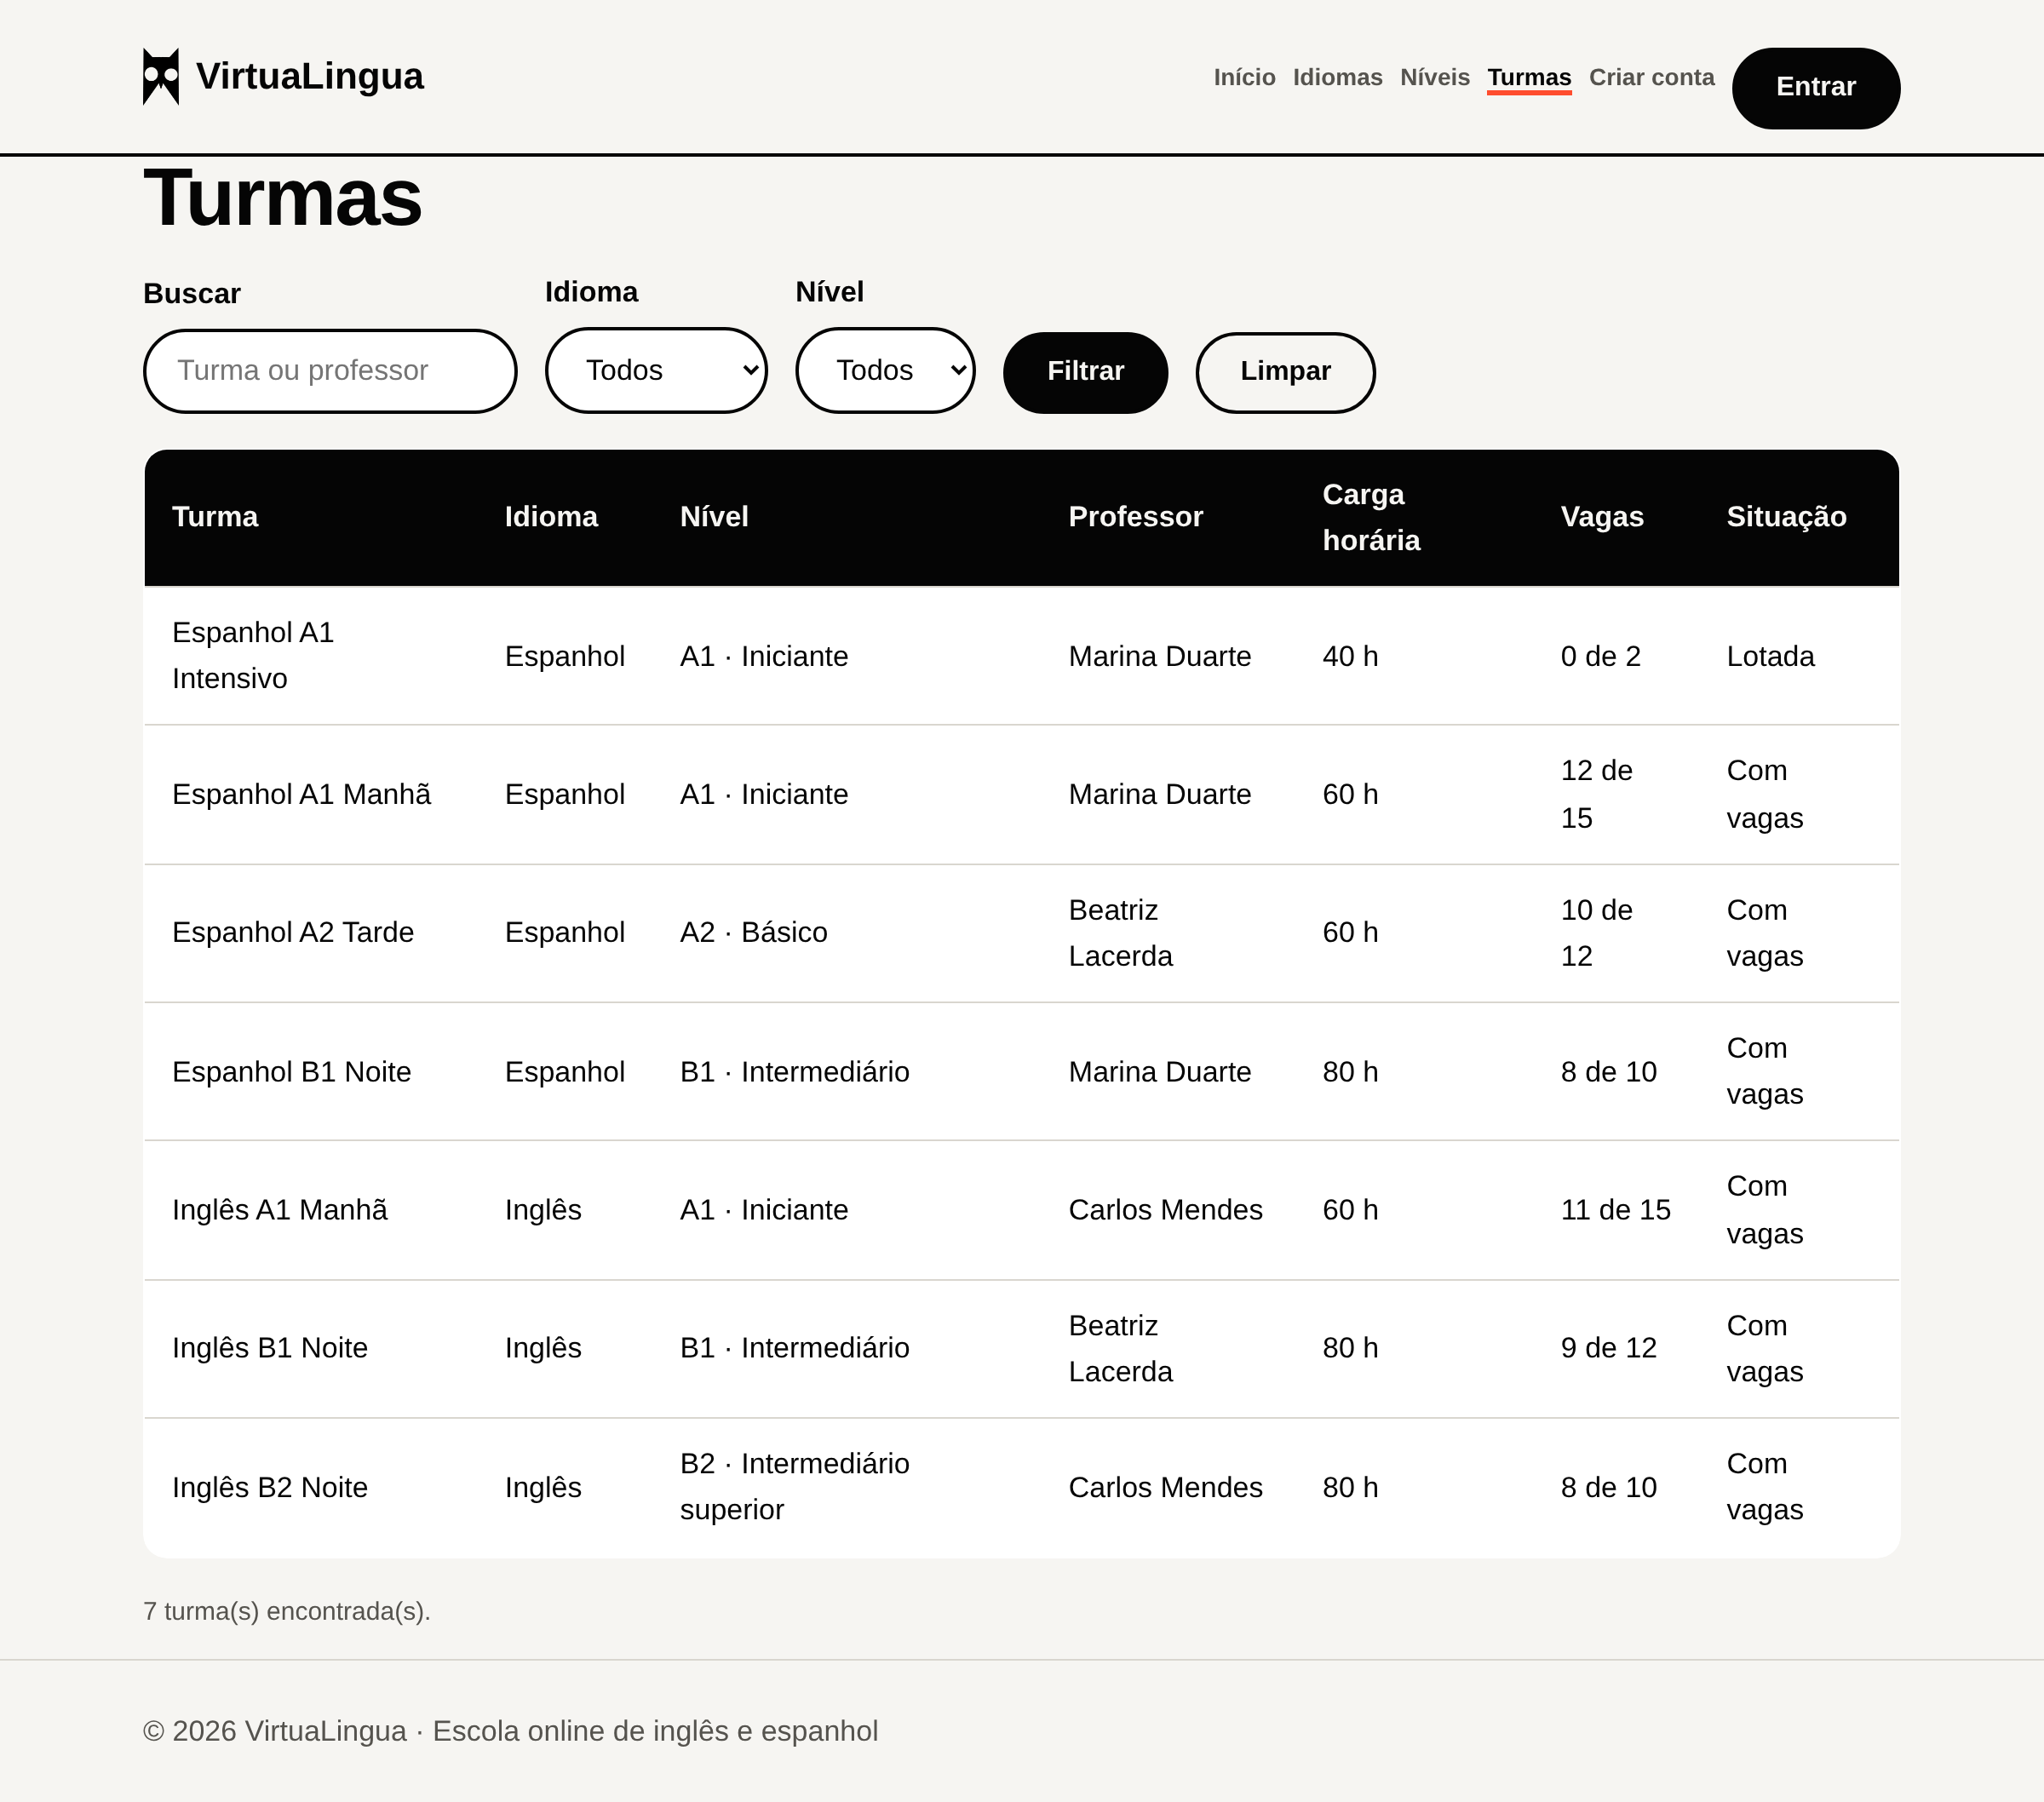 VirtuaLingua
Início Idiomas Níveis Turmas Criar conta Entrar
Turmas
Buscar Idioma Nível
Turma ou professor Todos Todos Filtrar Limpar
Turma Idioma Nível Professor Carga horária Vagas Situação
Espanhol A1 Intensivo Espanhol A1 · Iniciante Marina Duarte 40 h 0 de 2 Lotada
Espanhol A1 Manhã Espanhol A1 · Iniciante Marina Duarte 60 h 12 de 15 Com vagas
Espanhol A2 Tarde Espanhol A2 · Básico Beatriz Lacerda 60 h 10 de 12 Com vagas
Espanhol B1 Noite Espanhol B1 · Intermediário Marina Duarte 80 h 8 de 10 Com vagas
Inglês A1 Manhã Inglês A1 · Iniciante Carlos Mendes 60 h 11 de 15 Com vagas
Inglês B1 Noite Inglês B1 · Intermediário Beatriz Lacerda 80 h 9 de 12 Com vagas
Inglês B2 Noite Inglês B2 · Intermediário superior Carlos Mendes 80 h 8 de 10 Com vagas
7 turma(s) encontrada(s).
© 2026 VirtuaLingua · Escola online de inglês e espanhol